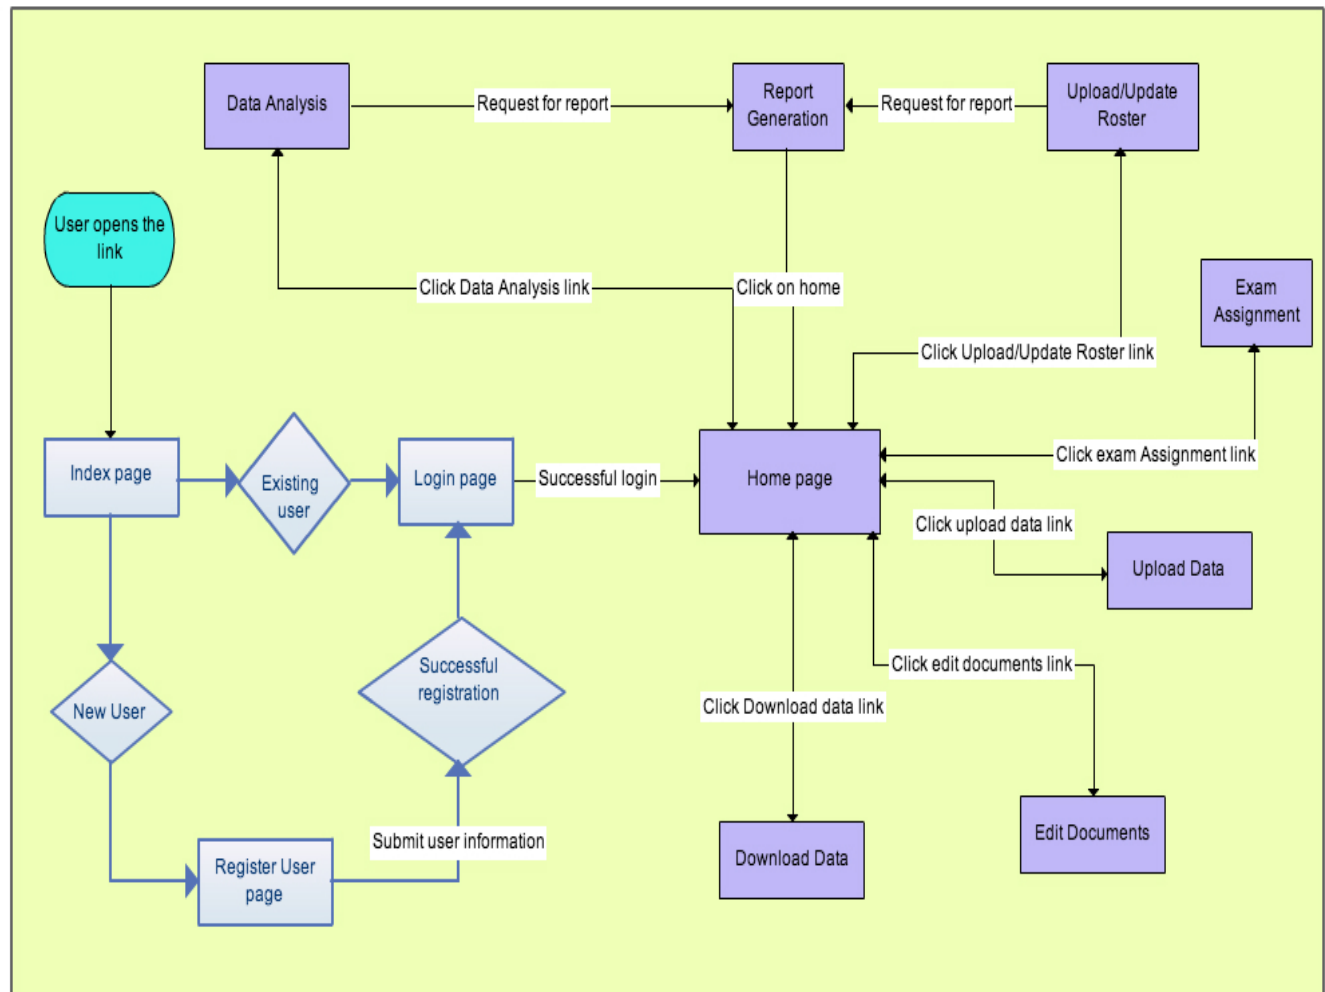 Data Analysis
Request for report
Report
Generation
Request for report
Upload/Update
Roster
User opens the
link
Click Data Analysis link
Click on home
Exam
Assignment
Click Upload/Update Roster link
Click exam Assignment link
Index page
Existing
user
Login page
Successful login
Home page
Click upload data link
Upload Data
New User
Successful
registration
Click edit documents link
Click Download data link
Submit user information
Register User
page
Download Data
Edit Documents